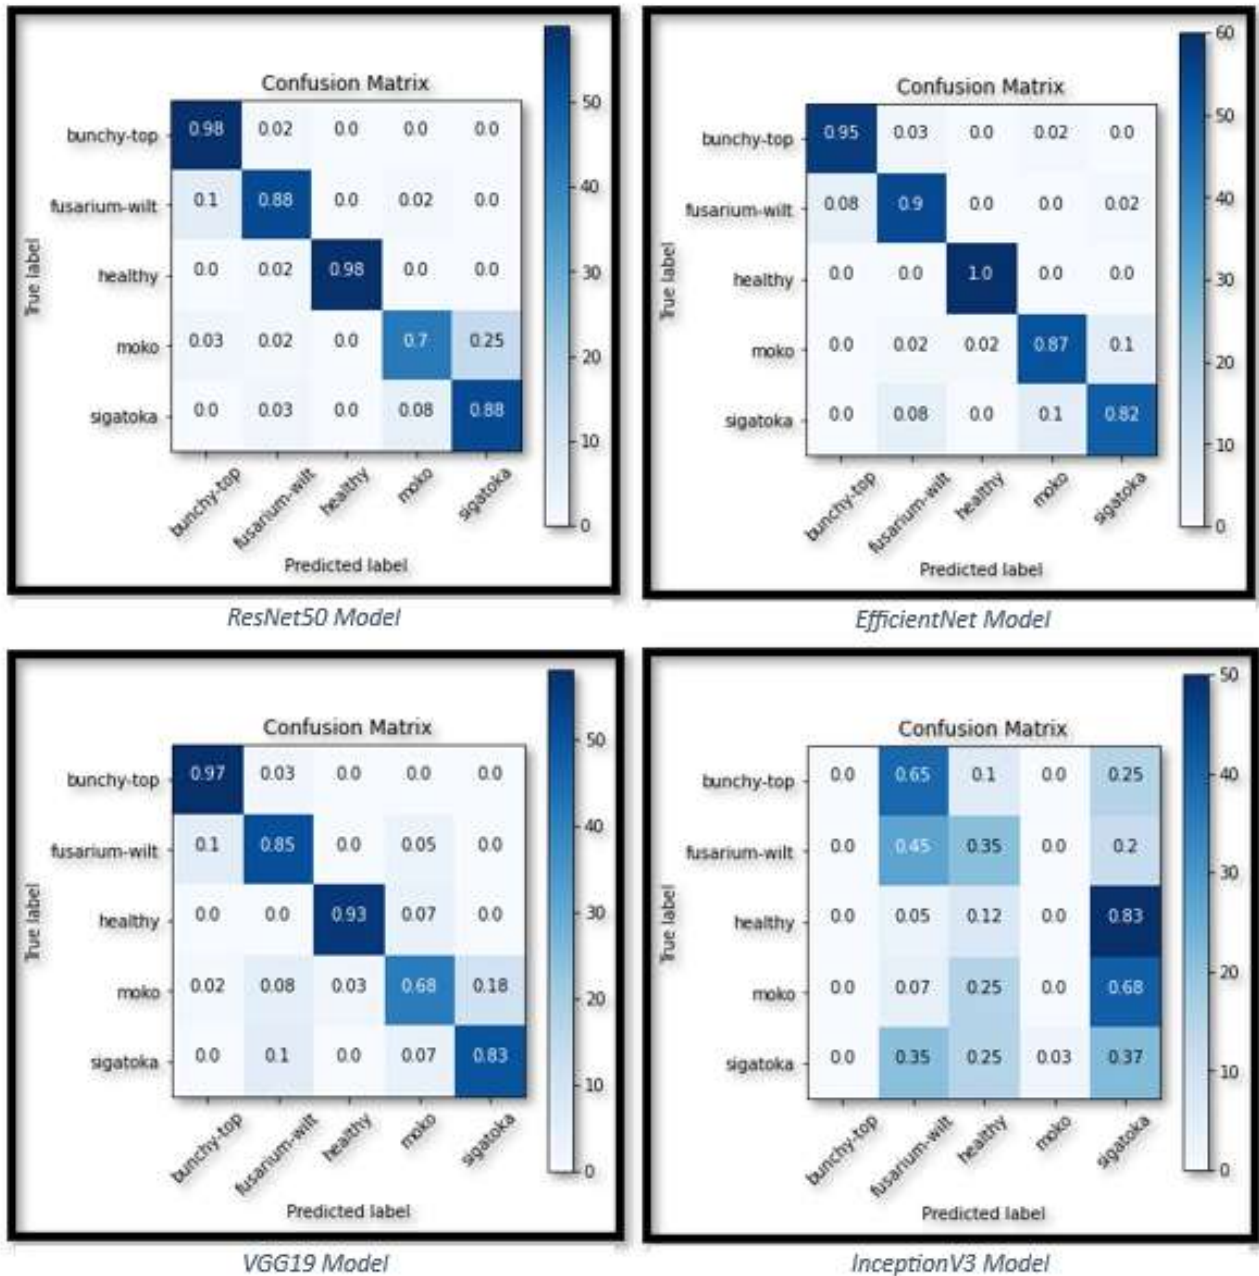 Confusion Matrix
bunchy-top 0.98 0.02 0.0 0.0 0.0
fusarium-wilt 0.1 0.88 0.0 0.02 0.0
healthy 0.0 0.02 0.98 0.0 0.0
moko 0.03 0.02 0.0 0.7 0.25
sigatoka 0.0 0.03 0.0 0.08 0.88
True label
bunchy-top fusarium-wilt healthy moko sigatoka
Predicted label
50
40
30
20
10
0
ResNet50 Model
Confusion Matrix
bunchy-top 0.95 0.03 0.0 0.02 0.0
fusarium-wilt 0.08 0.9 0.0 0.0 0.02
healthy 0.0 0.0 1.0 0.0 0.0
moko 0.0 0.02 0.02 0.87 0.1
sigatoka 0.0 0.08 0.0 0.1 0.82
True label
bunchy-top fusarium-wilt healthy moko sigatoka
Predicted label
60
50
40
30
20
10
0
EfficientNet Model
Confusion Matrix
bunchy-top 0.97 0.03 0.0 0.0 0.0
fusarium-wilt 0.1 0.85 0.0 0.05 0.0
healthy 0.0 0.0 0.93 0.07 0.0
moko 0.02 0.08 0.03 0.68 0.18
sigatoka 0.0 0.1 0.0 0.07 0.83
True label
bunchy-top fusarium-wilt healthy moko sigatoka
Predicted label
50
40
30
20
10
0
VGG19 Model
Confusion Matrix
bunchy-top 0.0 0.65 0.1 0.0 0.25
fusarium-wilt 0.0 0.45 0.35 0.0 0.2
healthy 0.0 0.05 0.12 0.0 0.83
moko 0.0 0.07 0.25 0.0 0.68
sigatoka 0.0 0.35 0.25 0.03 0.37
True label
bunchy-top fusarium-wilt healthy moko sigatoka
Predicted label
50
40
30
20
10
0
InceptionV3 Model